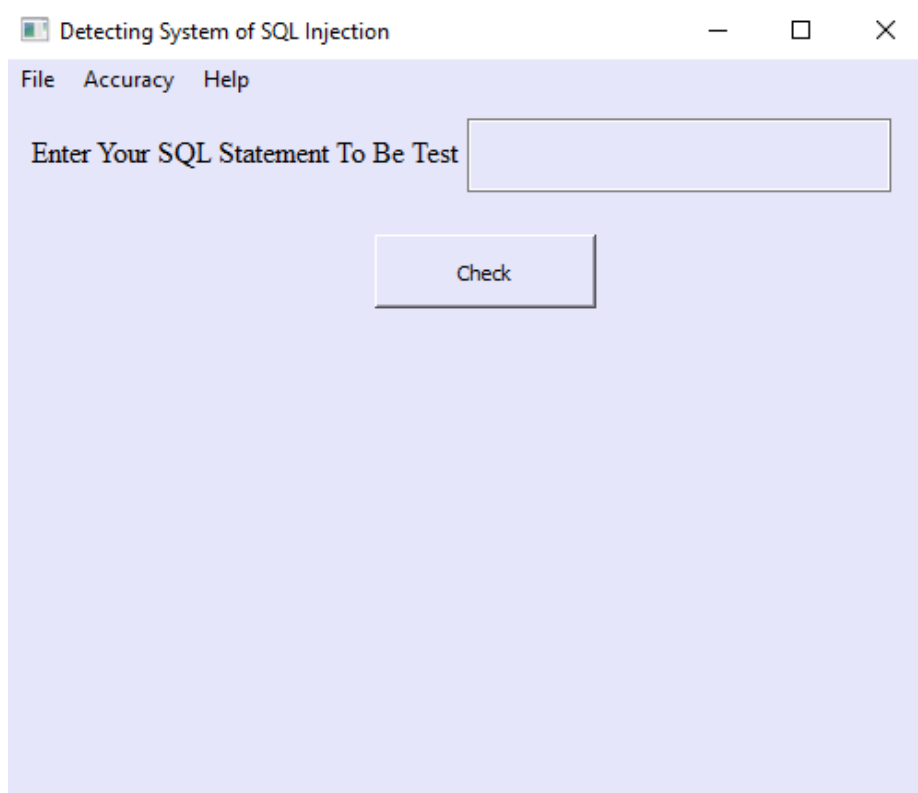 Detecting System of SQL Injection
File Accuracy Help
Enter Your SQL Statement To Be Test
Check